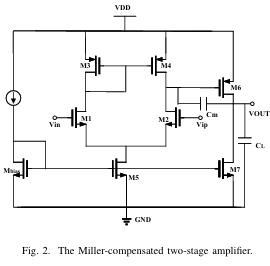 VDD
M3
M4
M6
Cm
VOUT
Vin
M1
M2
Vip
CL
Mbias
M5
M7
GND
Fig. 2. The Miller-compensated two-stage amplifier.